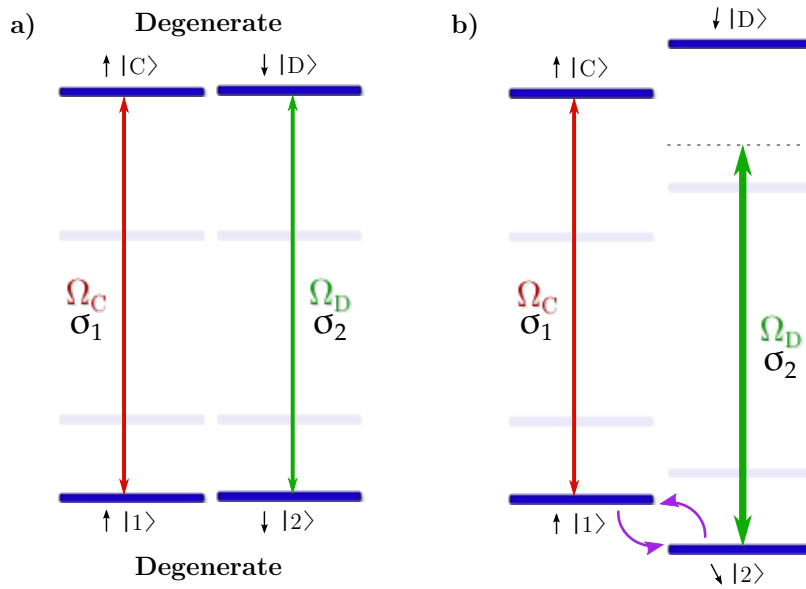 a)
Degenerate
↑ |C⟩
↓ |D⟩
Ω_C
σ_1
Ω_D
σ_2
↑ |1⟩
↓ |2⟩
Degenerate
b)
↓ |D⟩
↑ |C⟩
Ω_C
σ_1
Ω_D
σ_2
↑ |1⟩
↘ |2⟩